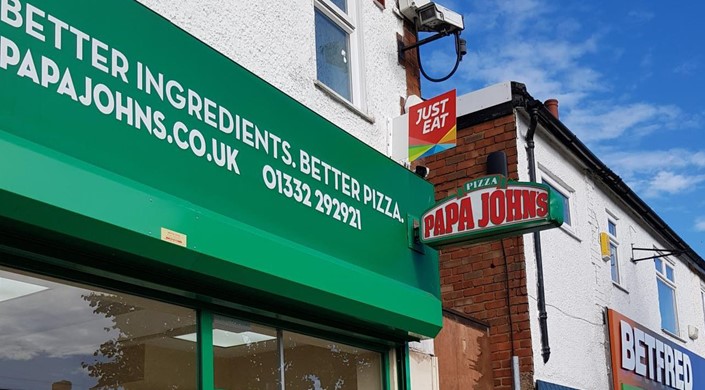 BETTER INGREDIENTS. BETTER PIZZA.
PAPAJOHNS.CO.UK 01332 292921
JUST
EAT
PIZZA
PAPA JOHNS
BETFRED